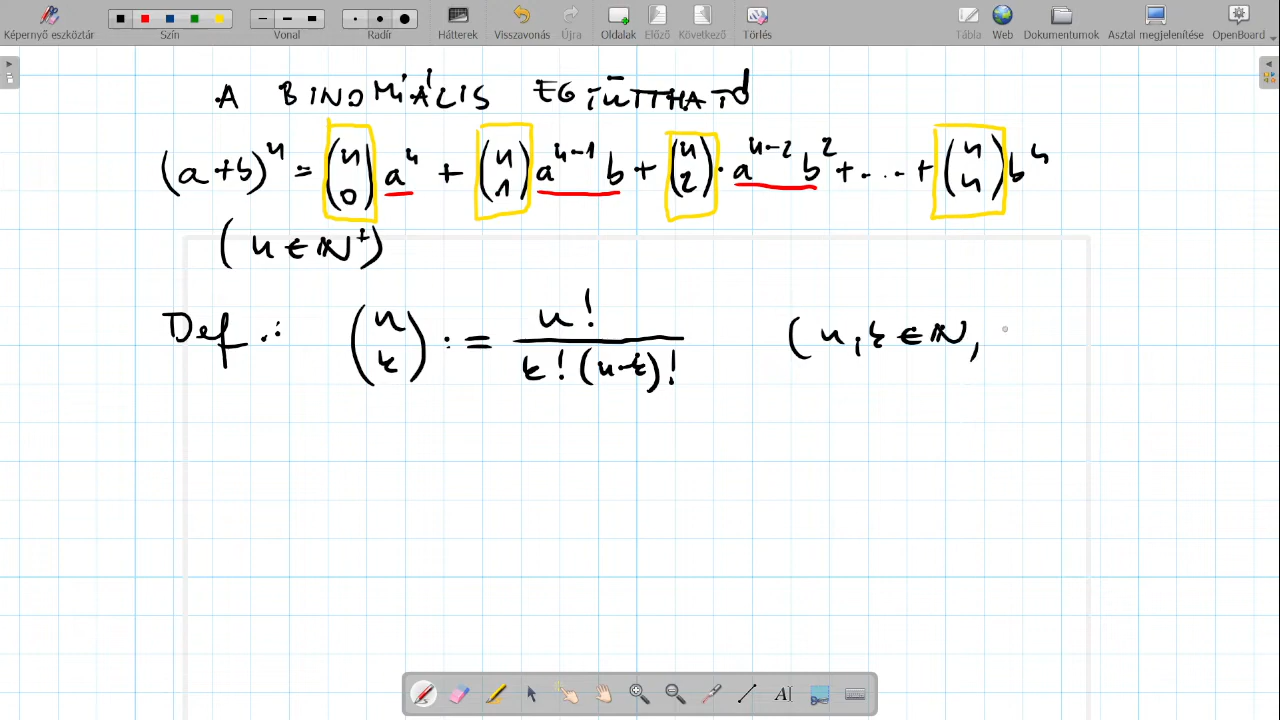 Képernyő eszköztár Szín Vonal Radír Hátterek Visszavonás Újra Oldalak Előző Következő Törlés Tábla Web Dokumentumok Asztal megjelenítése OpenBoard
A BINOMIÁLIS EGYÜTTHATÓ
(a+b)^n = (n 0) a^n + (n 1) a^{n-1} b + (n 2) · a^{n-2} b^2 + ... + (n n) b^n
(n ∈ ℕ^+)
Def.: (n k) := n! / k!(n-k)! (n, k ∈ ℕ,
A